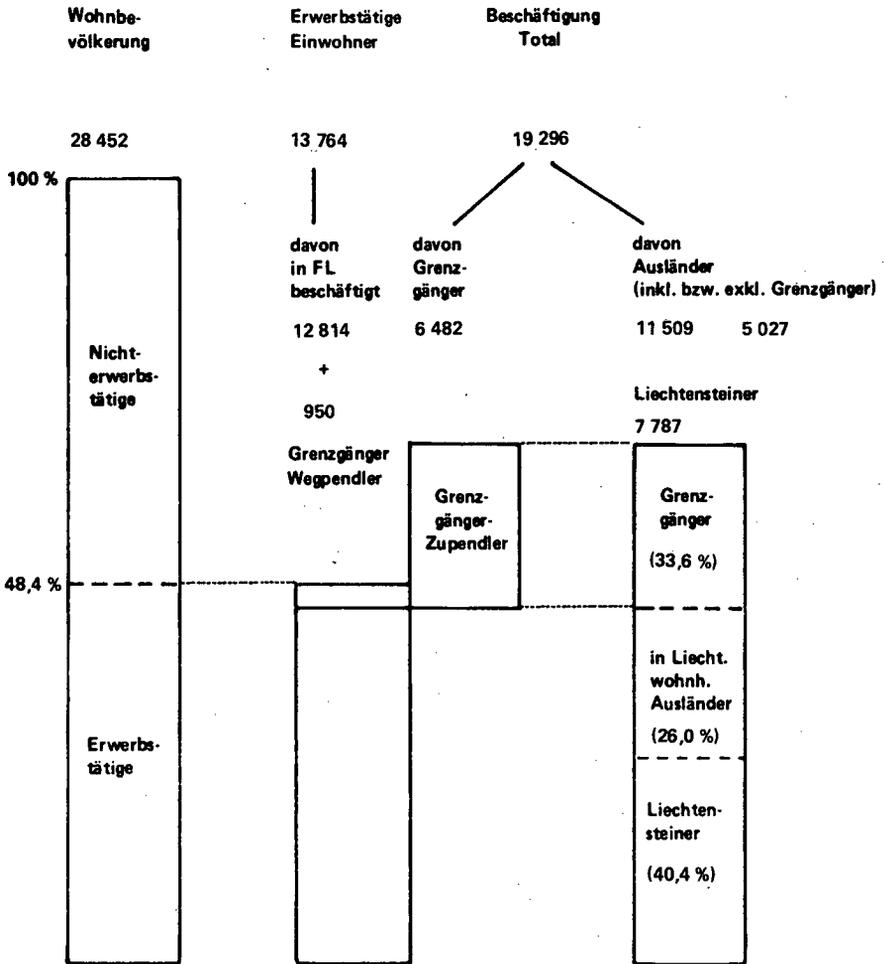 Wohnbe-
völkerung
Erwerbstätige
Einwohner
Beschäftigung
Total
28 452
13 764
19 296
100 %
davon
in FL
beschäftigt
davon
Grenz-
gänger
davon
Ausländer
(inkl. bzw. exkl. Grenzgänger)
12 814
6 482
11 509 5 027
+
950
Grenzgänger
Wegpendler
Liechtensteiner
7 787
Nicht-
erwerbs-
tätige
Grenz-
gänger-
Zupendler
Grenz-
gänger
(33,6 %)
48,4 %
in Liecht.
wohnh.
Ausländer
(26,0 %)
Erwerbs-
tätige
Liechten-
steiner
(40,4 %)